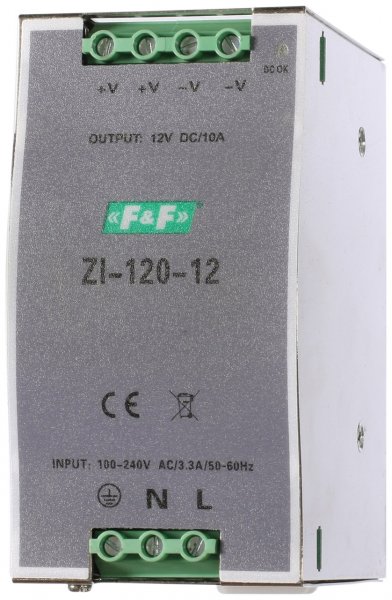 +V +V -V -V
DC OK
OUTPUT: 12V DC/10A
«F&F»
ZI-120-12
CE
INPUT: 100-240V AC/3.3A/50-60Hz
N L